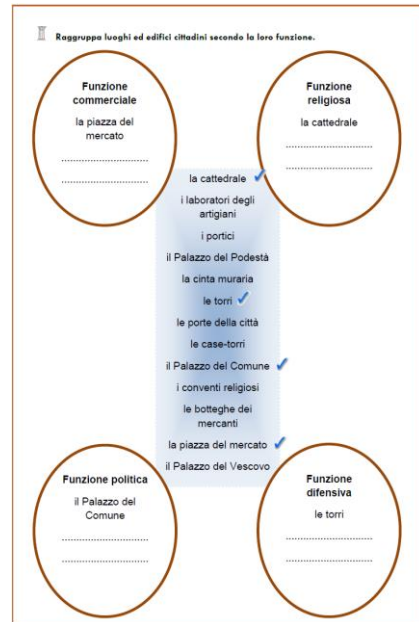 Raggruppa luoghi ed edifici cittadini secondo la loro funzione.
Funzione
commerciale
la piazza del
mercato
................................
................................
Funzione
religiosa
la cattedrale
................................
................................
la cattedrale
i laboratori degli
artigiani
i portici
il Palazzo del Podestà
la cinta muraria
le torri
le porte della città
le case-torri
il Palazzo del Comune
i conventi religiosi
le botteghe dei
mercanti
la piazza del mercato
il Palazzo del Vescovo
Funzione politica
il Palazzo del
Comune
................................
................................
Funzione
difensiva
le torri
................................
................................